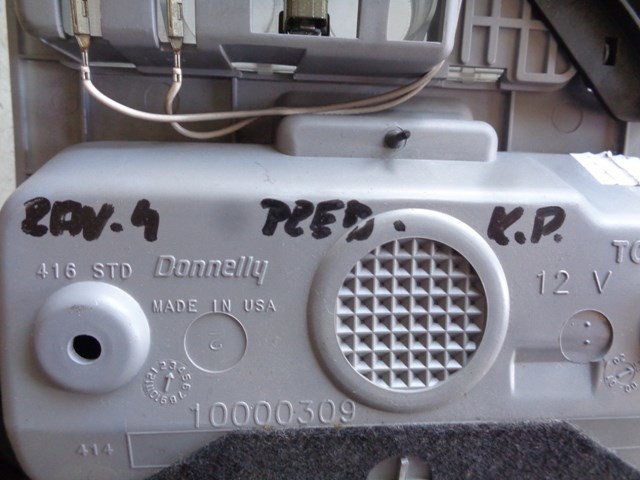 RAV-4 PRED. K.P.
416 STD Donnelly
MADE IN USA
12 V
10000309
414